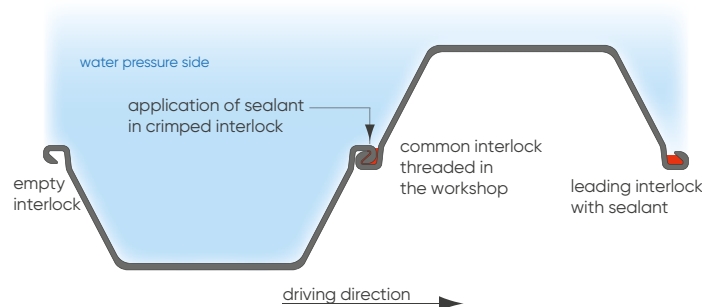 water pressure side
application of sealant
in crimped interlock
common interlock
threaded in
the workshop
empty
interlock
leading interlock
with sealant
driving direction